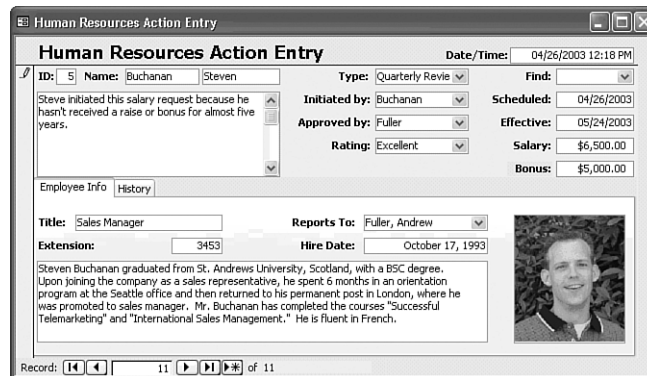 Human Resources Action Entry
Human Resources Action Entry Date/Time: 04/26/2003 12:18 PM
ID: 5 Name: Buchanan Steven Type: Quarterly Revie Find:
Steve initiated this salary request because he
hasn't received a raise or bonus for almost five
years.
Initiated by: Buchanan Scheduled: 04/26/2003
Approved by: Fuller Effective: 05/24/2003
Rating: Excellent Salary: $6,500.00
Bonus: $5,000.00
Employee Info History
Title: Sales Manager Reports To: Fuller, Andrew
Extension: 3453 Hire Date: October 17, 1993
Steven Buchanan graduated from St. Andrews University, Scotland, with a BSC degree.
Upon joining the company as a sales representative, he spent 6 months in an orientation
program at the Seattle office and then returned to his permanent post in London, where he
was promoted to sales manager. Mr. Buchanan has completed the courses "Successful
Telemarketing" and "International Sales Management." He is fluent in French.
Record: 11 of 11